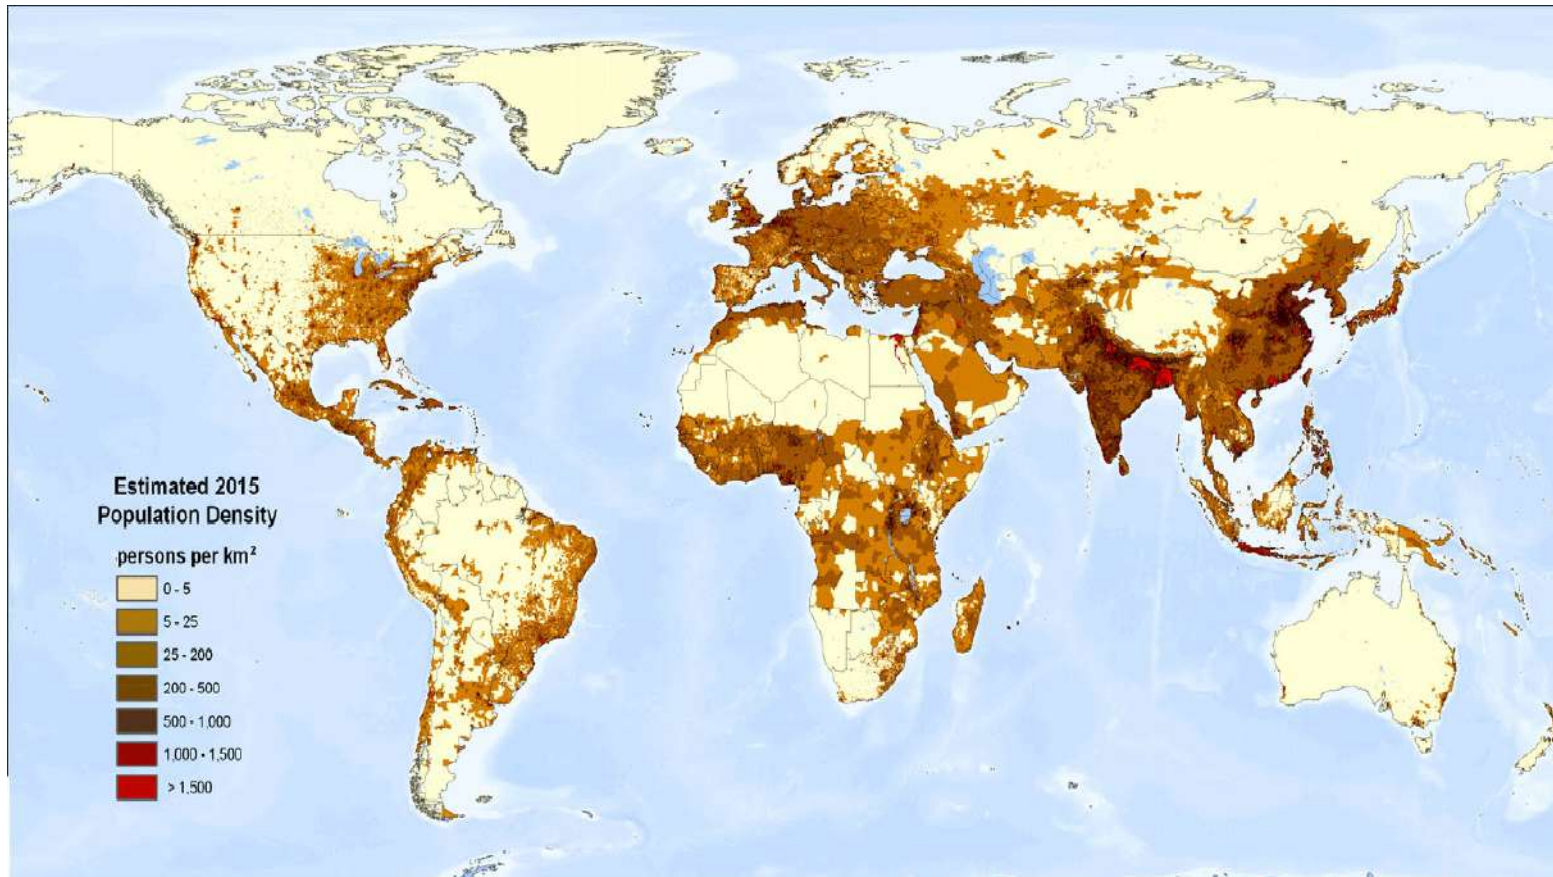 Estimated 2015
Population Density
persons per km²
0 - 5
5 - 25
25 - 200
200 - 500
500 - 1,000
1,000 - 1,500
> 1,500